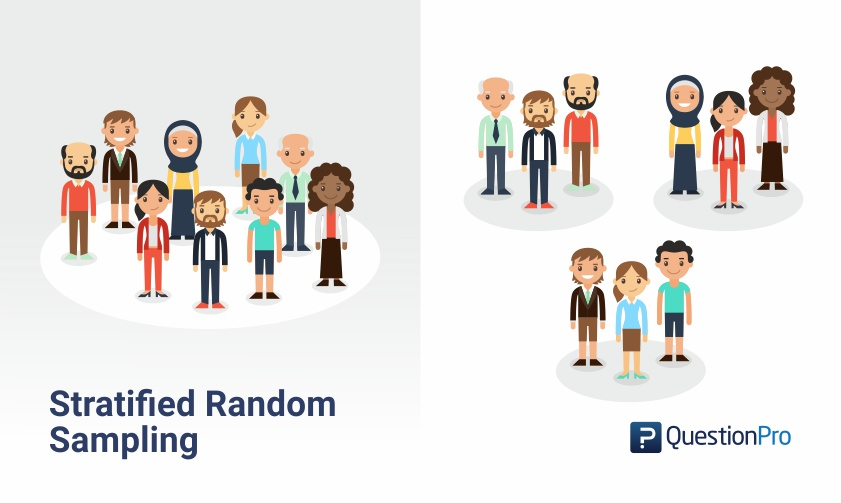 Stratified Random
Sampling
QuestionPro